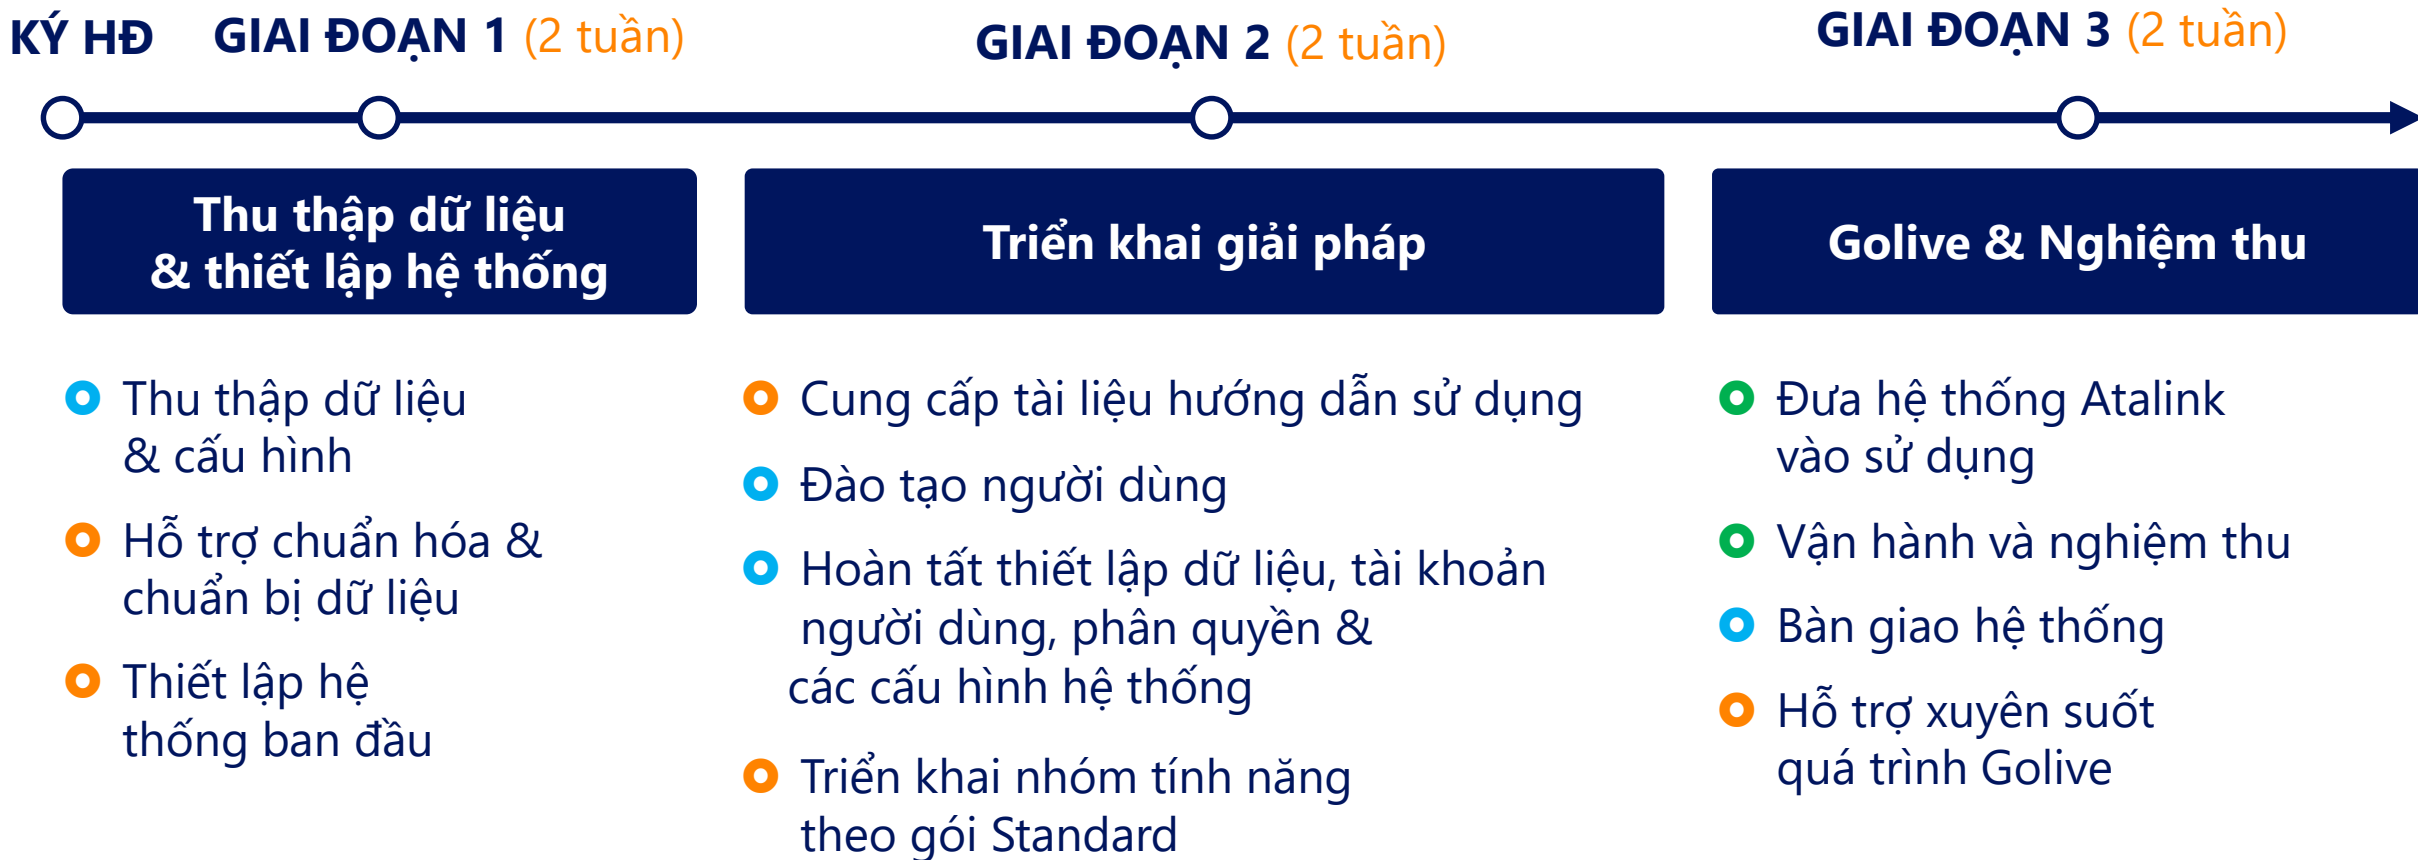 KÝ HĐ
GIAI ĐOẠN 1 (2 tuần)
GIAI ĐOẠN 2 (2 tuần)
GIAI ĐOẠN 3 (2 tuần)
Thu thập dữ liệu
& thiết lập hệ thống
Thu thập dữ liệu
& cấu hình
Hỗ trợ chuẩn hóa &
chuẩn bị dữ liệu
Thiết lập hệ
thống ban đầu
Triển khai giải pháp
Cung cấp tài liệu hướng dẫn sử dụng
Đào tạo người dùng
Hoàn tất thiết lập dữ liệu, tài khoản
người dùng, phân quyền &
các cấu hình hệ thống
Triển khai nhóm tính năng
theo gói Standard
Golive & Nghiệm thu
Đưa hệ thống Atalink
vào sử dụng
Vận hành và nghiệm thu
Bàn giao hệ thống
Hỗ trợ xuyên suốt
quá trình Golive